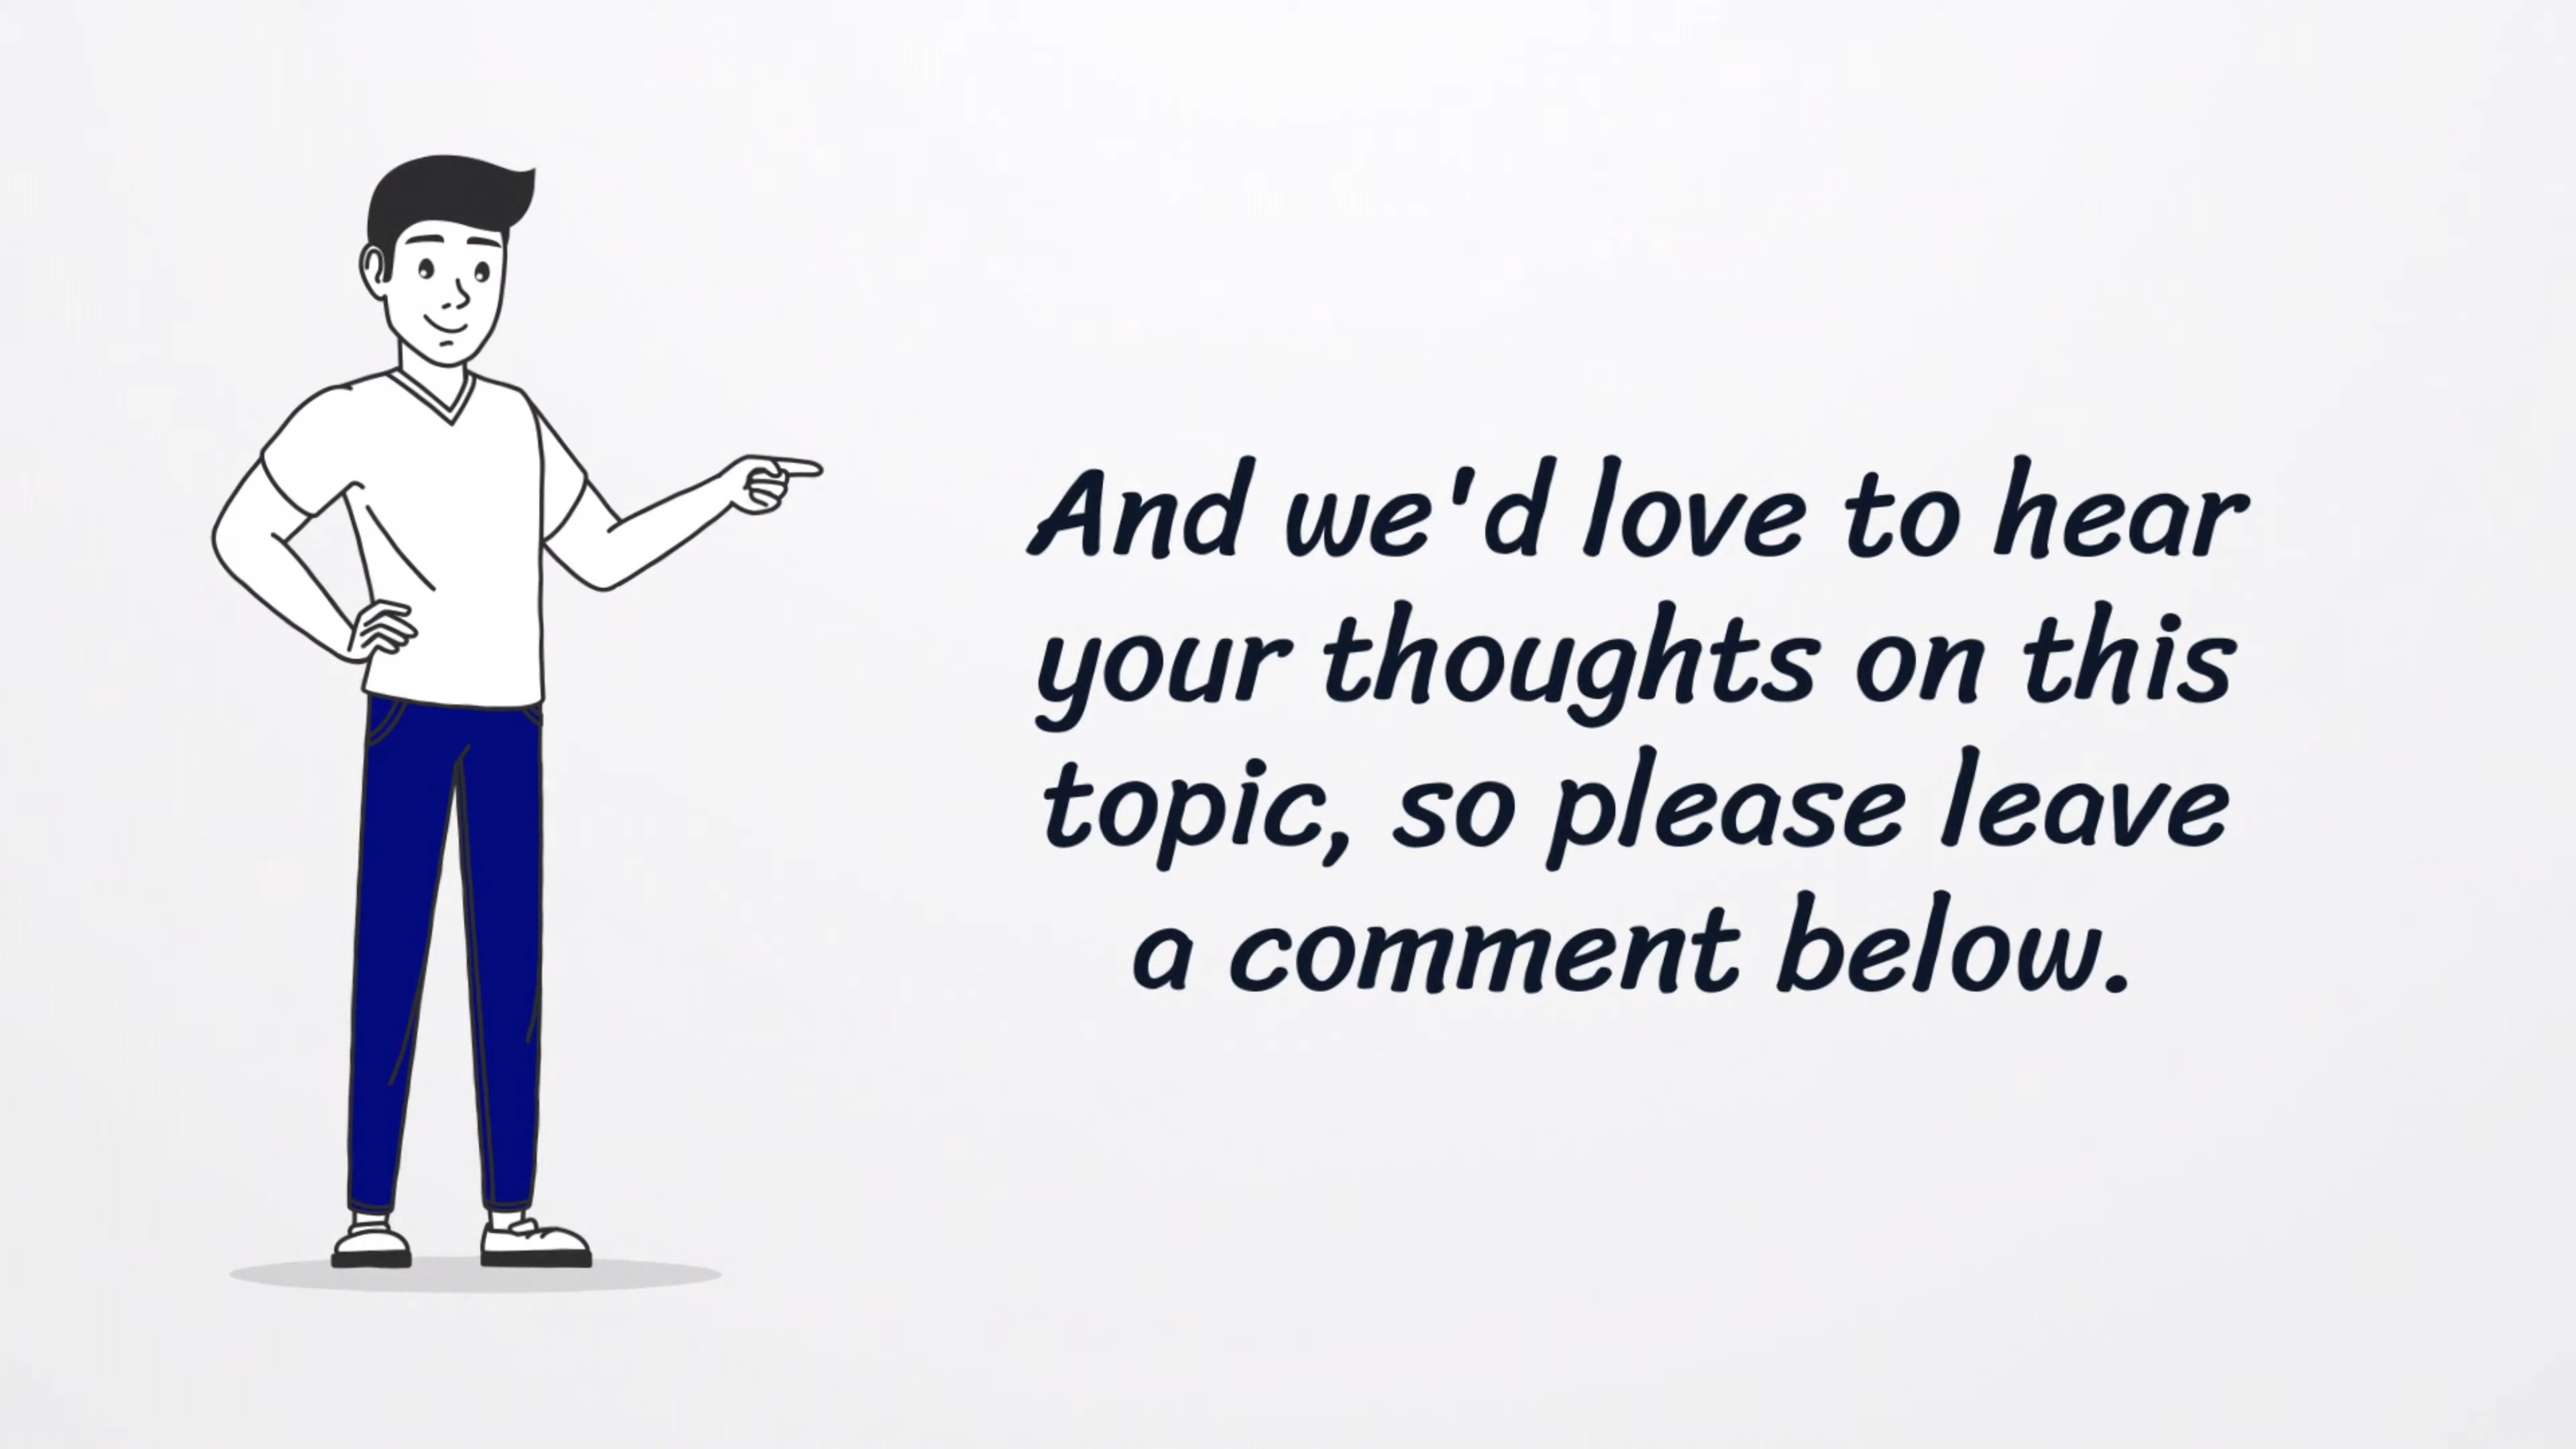 And we'd love to hear
your thoughts on this
topic, so please leave
a comment below.